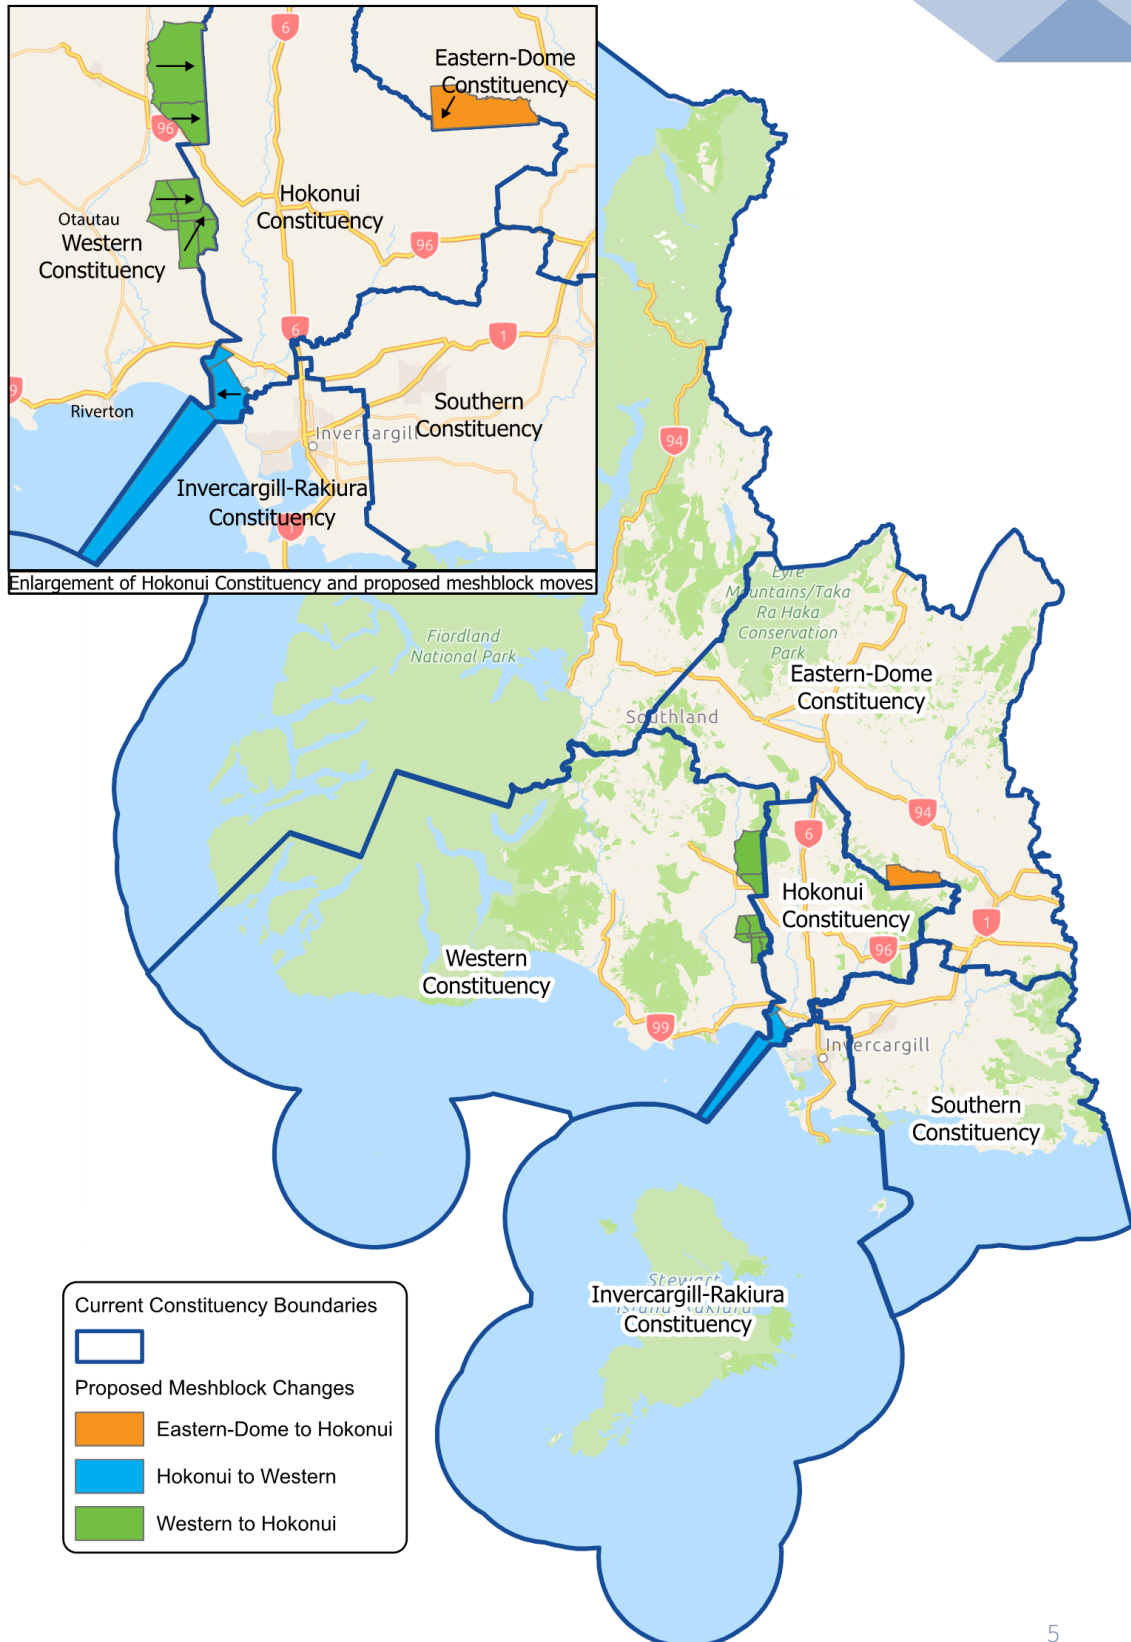 6
Eastern-Dome
Constituency
96
Hokonui
Constituency
Otautau
Western
Constituency
96
6
1
9
Riverton
Southern
Constituency
Invercargill
Invercargill-Rakiura
Constituency
1
Enlargement of Hokonui Constituency and proposed meshblock moves
94
Eyre
Mountains/Taka
Ra Haka
Conservation
Park
Fiordland
National Park
Eastern-Dome
Constituency
Southland
94
6
Hokonui
Constituency
1
96
Western
Constituency
99
Invercargill
Southern
Constituency
Stewart
Island/Rakiura
Invercargill-Rakiura
Constituency
Current Constituency Boundaries
Proposed Meshblock Changes
Eastern-Dome to Hokonui
Hokonui to Western
Western to Hokonui
5